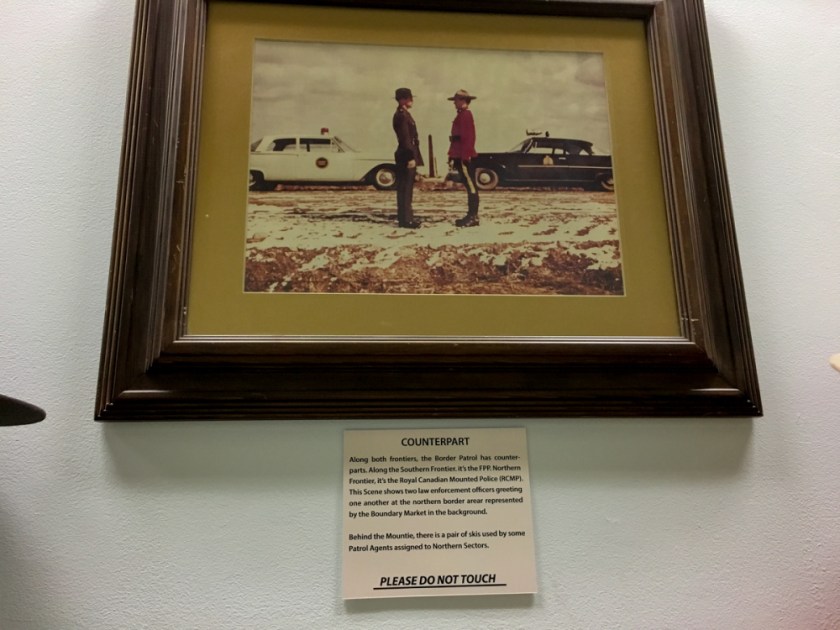 COUNTERPART
Along both frontiers, the Border Patrol has counter-
parts. Along the Southern Frontier, it's the FPP. Northern
Frontier, it's the Royal Canadian Mounted Police (RCMP).
This Scene shows two law enforcement officers greeting
one another at the northern border arear represented
by the Boundary Market in the background.
Behind the Mountie, there is a pair of skis used by some
Patrol Agents assigned to Northern Sectors.
PLEASE DO NOT TOUCH